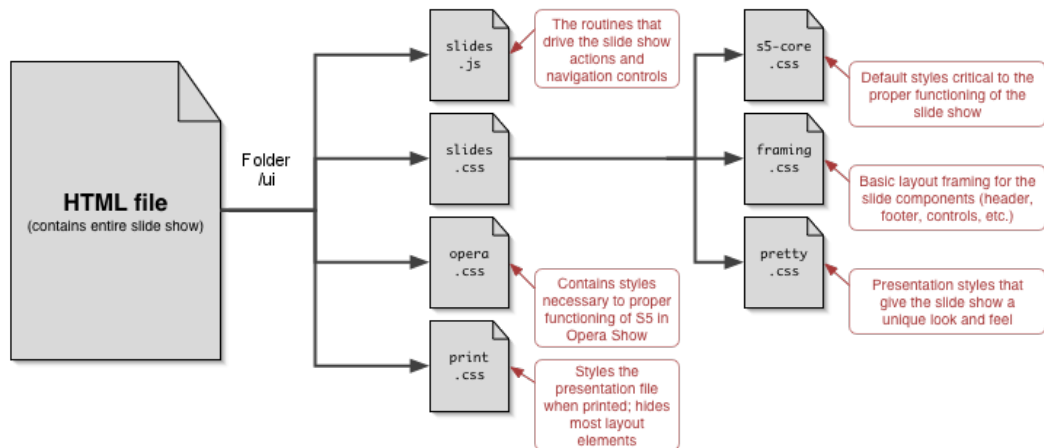 HTML file
(contains entire slide show)
Folder
/ui
slides
.js
The routines that
drive the slide show
actions and
navigation controls
slides
.css
opera
.css
Contains styles
necessary to proper
functioning of S5 in
Opera Show
print
.css
Styles the
presentation file
when printed; hides
most layout
elements
s5-core
.css
Default styles critical to the
proper functioning of the
slide show
framing
.css
Basic layout framing for the
slide components (header,
footer, controls, etc.)
pretty
.css
Presentation styles that
give the slide show a
unique look and feel